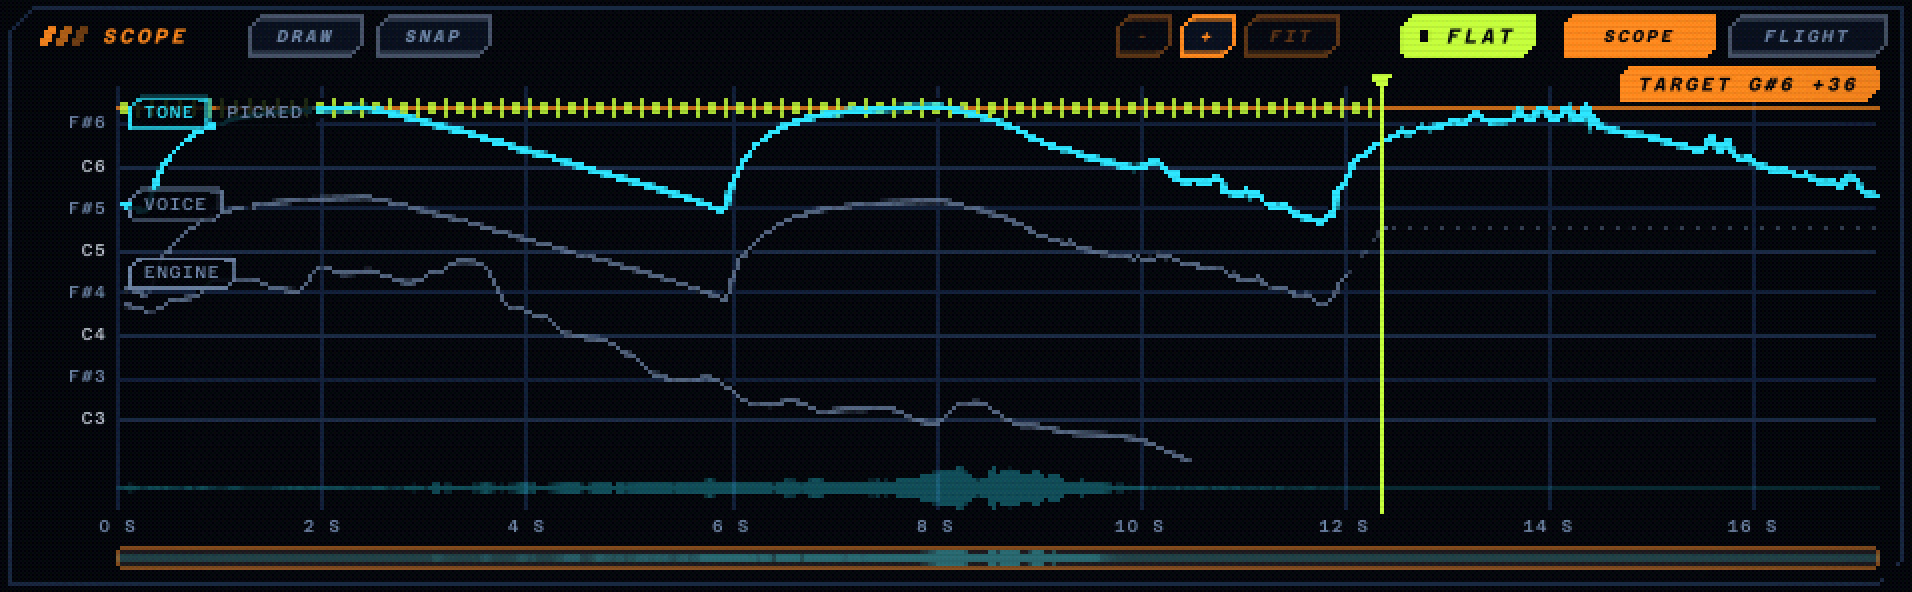 SCOPE DRAW SNAP - + FIT FLAT SCOPE FLIGHT
TARGET G#6 +36
TONE PICKED
F#6
C6
VOICE
F#5
C5
ENGINE
F#4
C4
F#3
C3
0 S 2 S 4 S 6 S 8 S 10 S 12 S 14 S 16 S